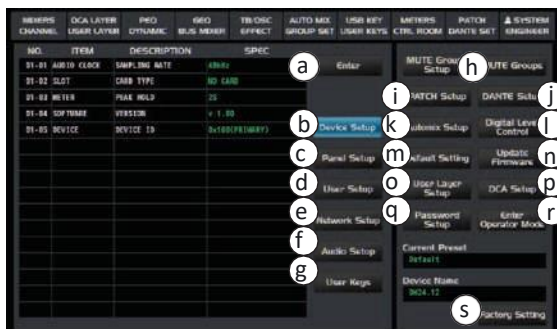 MIXERS DCA LAYER PEQ GEQ TB/OSC AUTO MIX USB KEY METERS PATCH SYSTEM
CHANNEL USER LAYER DYNAMIC BUS MIXER EFFECT GROUP SET USER KEYS CTRL. ROOM DANTE SET ENGINEER
NO. ITEM DESCRIPTION SPEC
01-01 AUDIO CLOCK SAMPLING RATE 48kHz
01-02 SLOT CARD TYPE NO CARD
01-03 METER PEAK HOLD 2S
01-04 SOFTWARE VERSION v 1.00
01-05 DEVICE DEVICE ID 0x100(PRIMARY)
a Enter
b Device Setup
c Panel Setup
d User Setup
e Network Setup
f
Audio Setup
g
User Keys
MUTE Group Setup h MUTE Groups
i PATCH Setup DANTE Setup j
k Automix Setup Digital Level Control l
m Default Setting Update Firmware n
o User Layer Setup DCA Setup p
q Password Setup Enter Operator Mode r
Current Preset
Default
Device Name
s Factory Setting